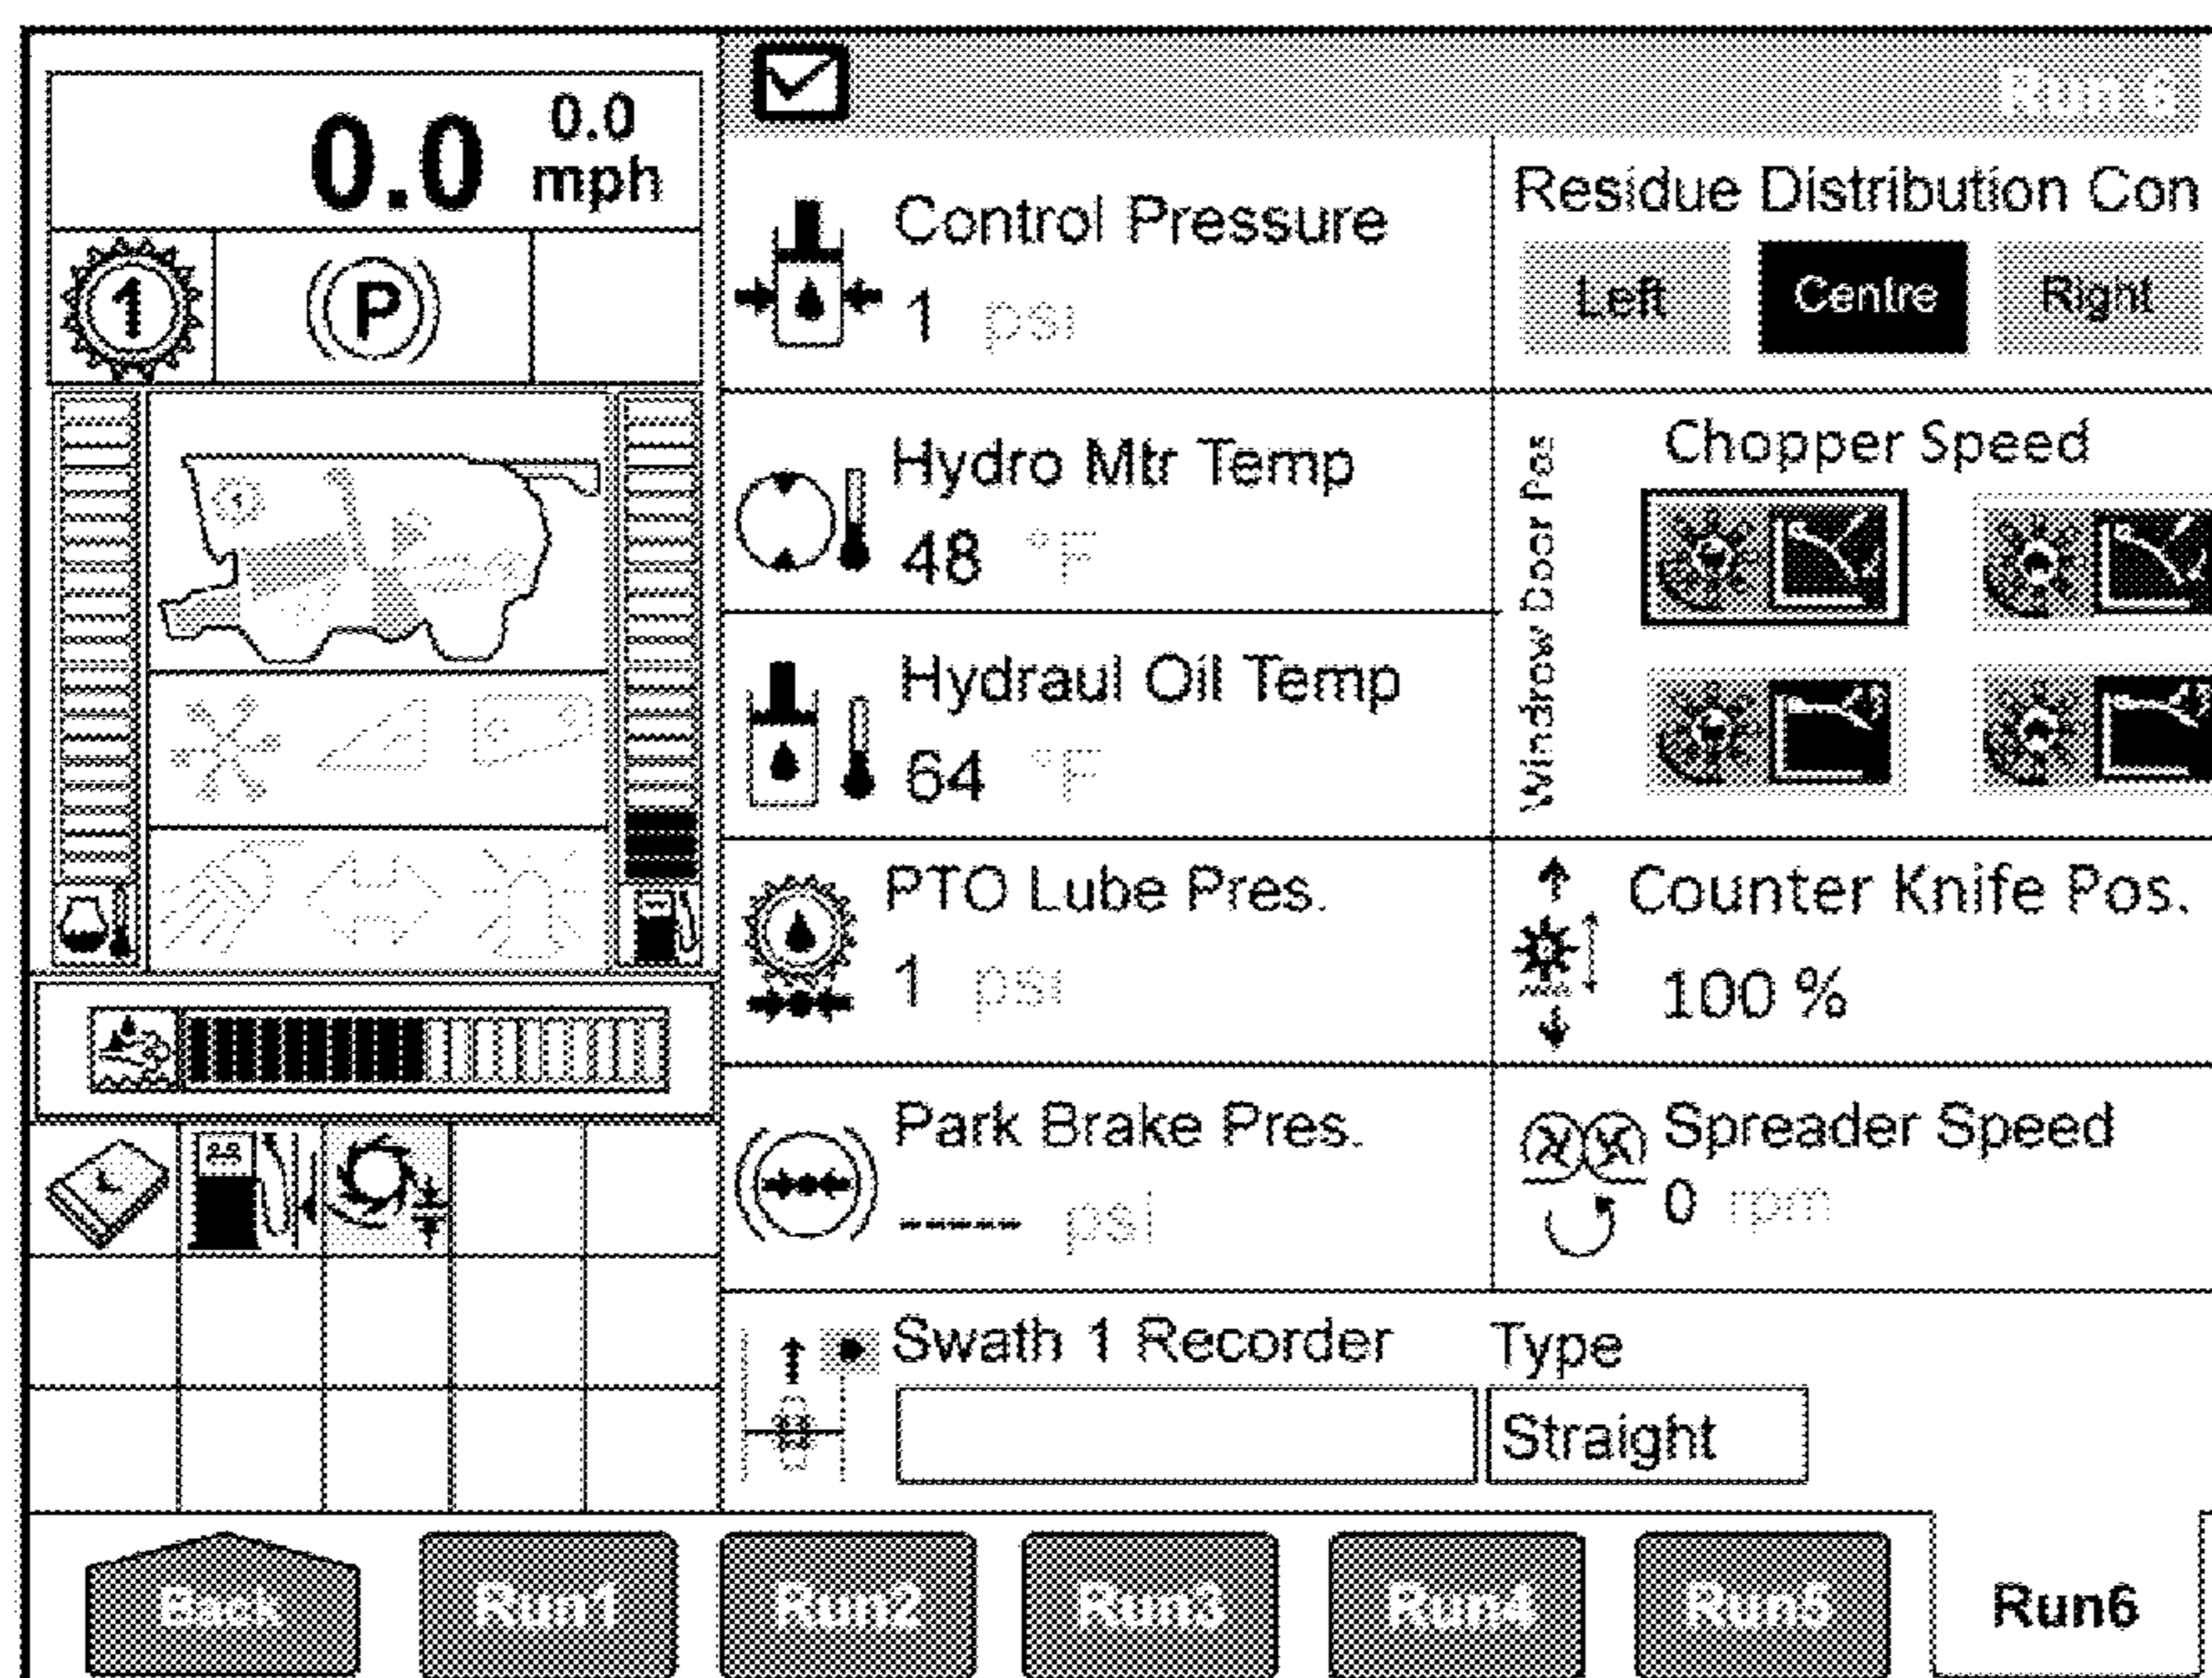 0.0
0.0
mph
1
P
Run 6
Control Pressure
1 psi
Residue Distribution Con
Left
Centre
Right
Hydro Mtr Temp
48 °F
Windrow Door Pos
Chopper Speed
Hydraul Oil Temp
64 °F
PTO Lube Pres.
1 psi
Counter Knife Pos.
100 %
Park Brake Pres.
----- psi
Spreader Speed
0 rpm
Swath 1 Recorder
Type
Straight
Back
Run1
Run2
Run3
Run4
Run5
Run6